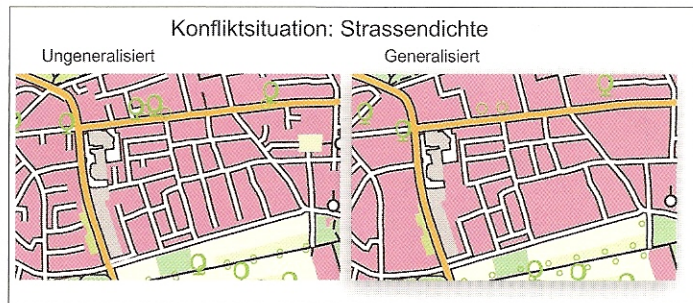 Konfliktsituation: Strassendichte
Ungeneralisiert
Generalisiert